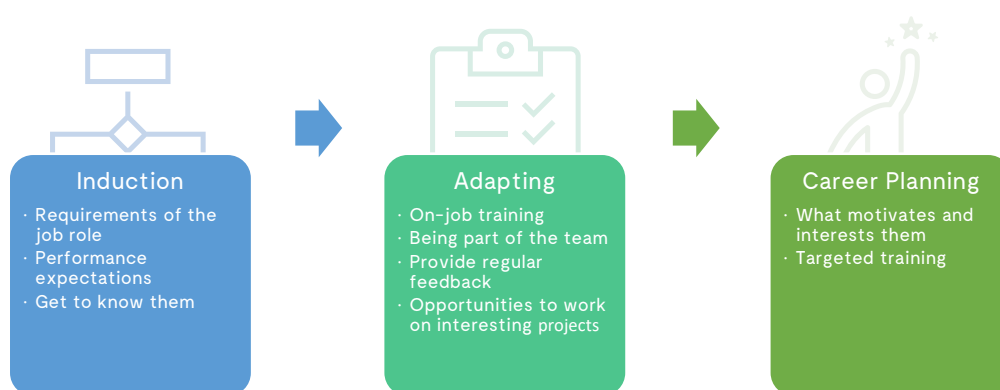 Induction
· Requirements of the
job role
· Performance
expectations
· Get to know them
Adapting
· On-job training
· Being part of the team
· Provide regular
feedback
· Opportunities to work
on interesting projects
Career Planning
· What motivates and
interests them
· Targeted training